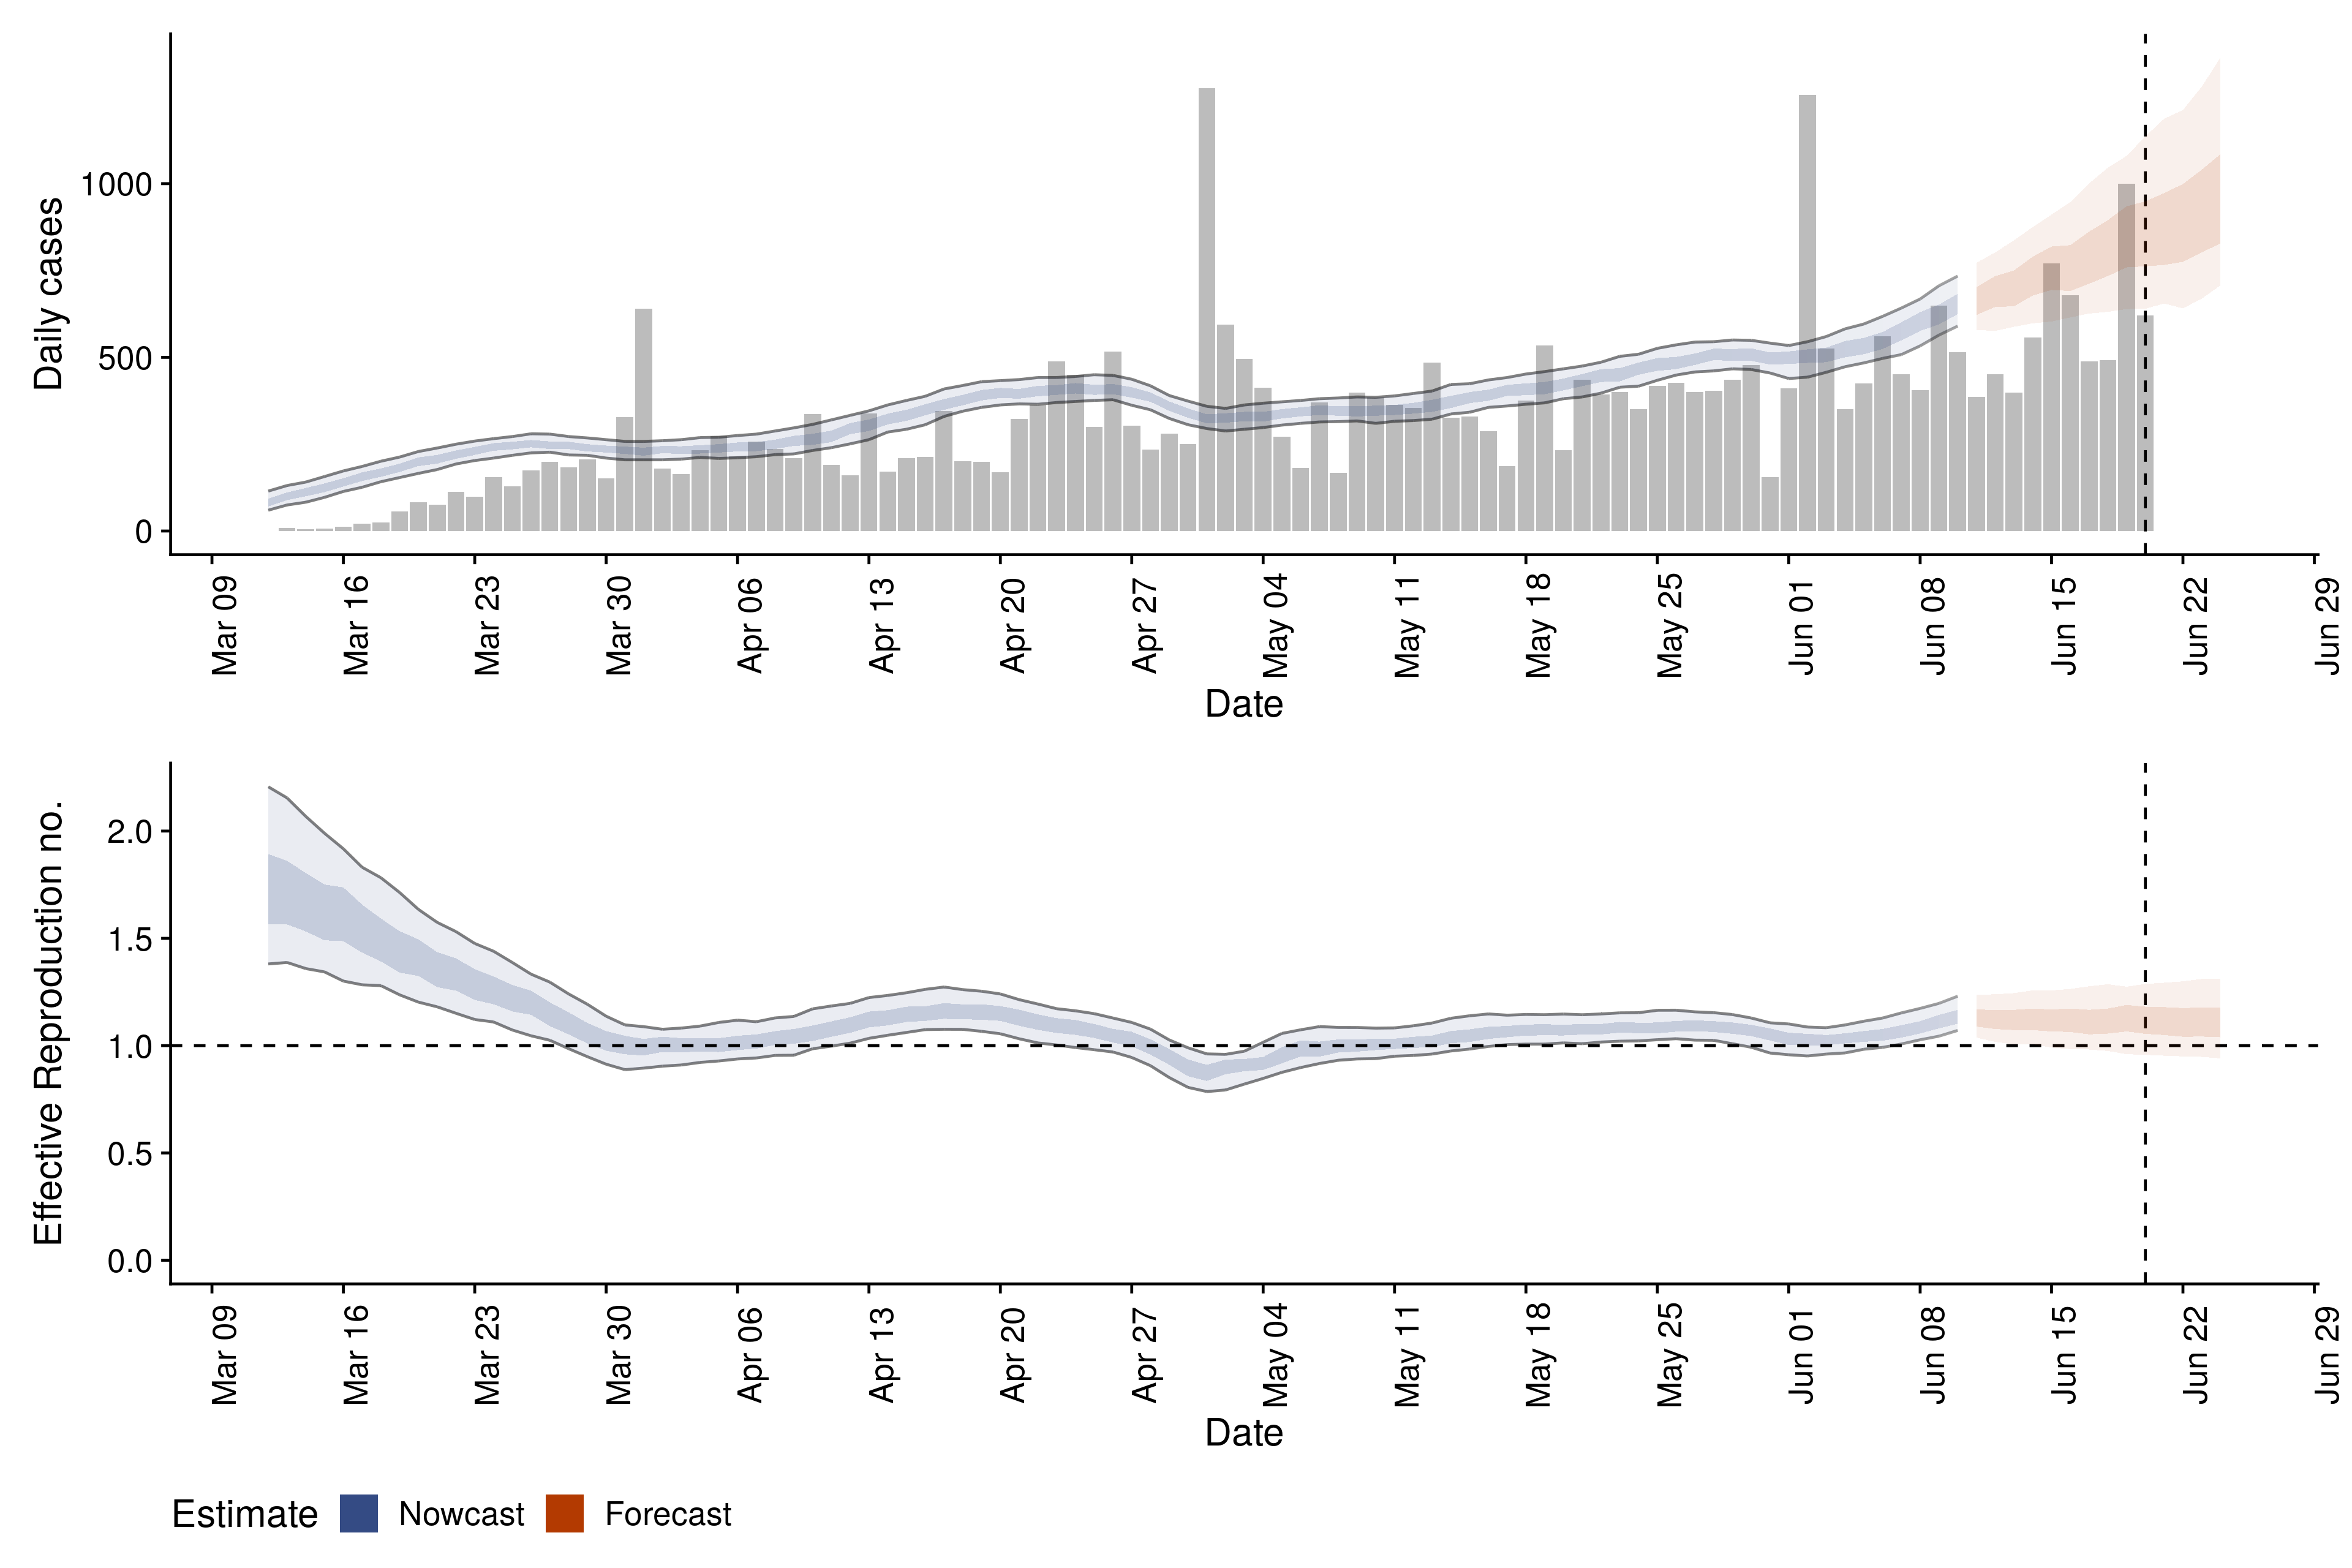 Daily cases
1000
500
0
Mar 09 Mar 16 Mar 23 Mar 30 Apr 06 Apr 13 Apr 20 Apr 27 May 04 May 11 May 18 May 25 Jun 01 Jun 08 Jun 15 Jun 22 Jun 29
Date
Effective Reproduction no.
2.0
1.5
1.0
0.5
0.0
Mar 09 Mar 16 Mar 23 Mar 30 Apr 06 Apr 13 Apr 20 Apr 27 May 04 May 11 May 18 May 25 Jun 01 Jun 08 Jun 15 Jun 22 Jun 29
Date
Estimate Nowcast Forecast